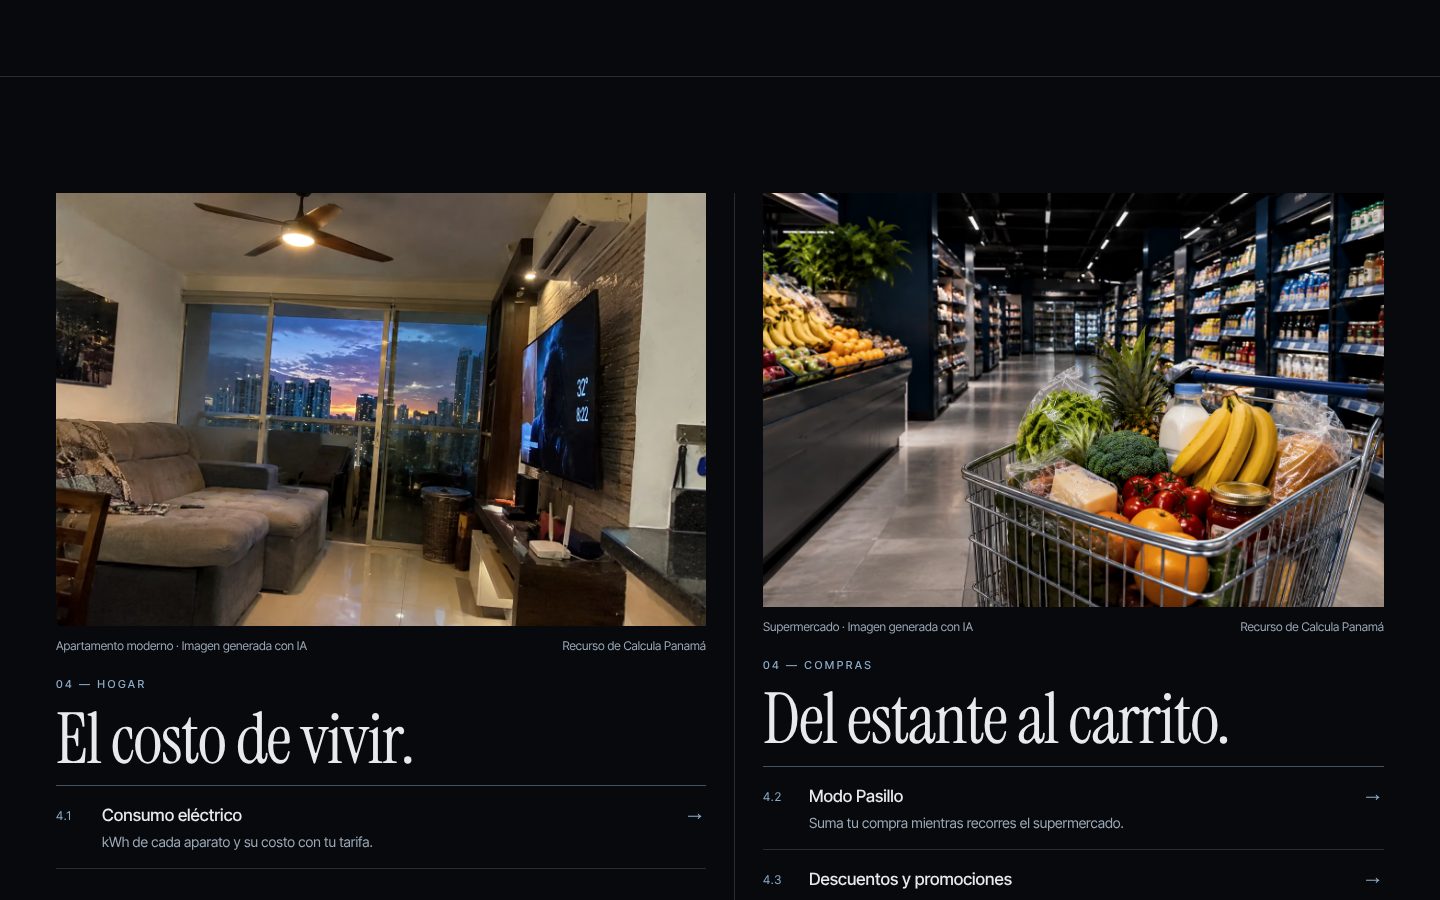 32°
8:22
Apartamento moderno · Imagen generada con IA
Recurso de Calcula Panamá
04 — HOGAR
El costo de vivir.
4.1 Consumo eléctrico →
kWh de cada aparato y su costo con tu tarifa.
Supermercado · Imagen generada con IA
Recurso de Calcula Panamá
04 — COMPRAS
Del estante al carrito.
4.2 Modo Pasillo →
Suma tu compra mientras recorres el supermercado.
4.3 Descuentos y promociones →